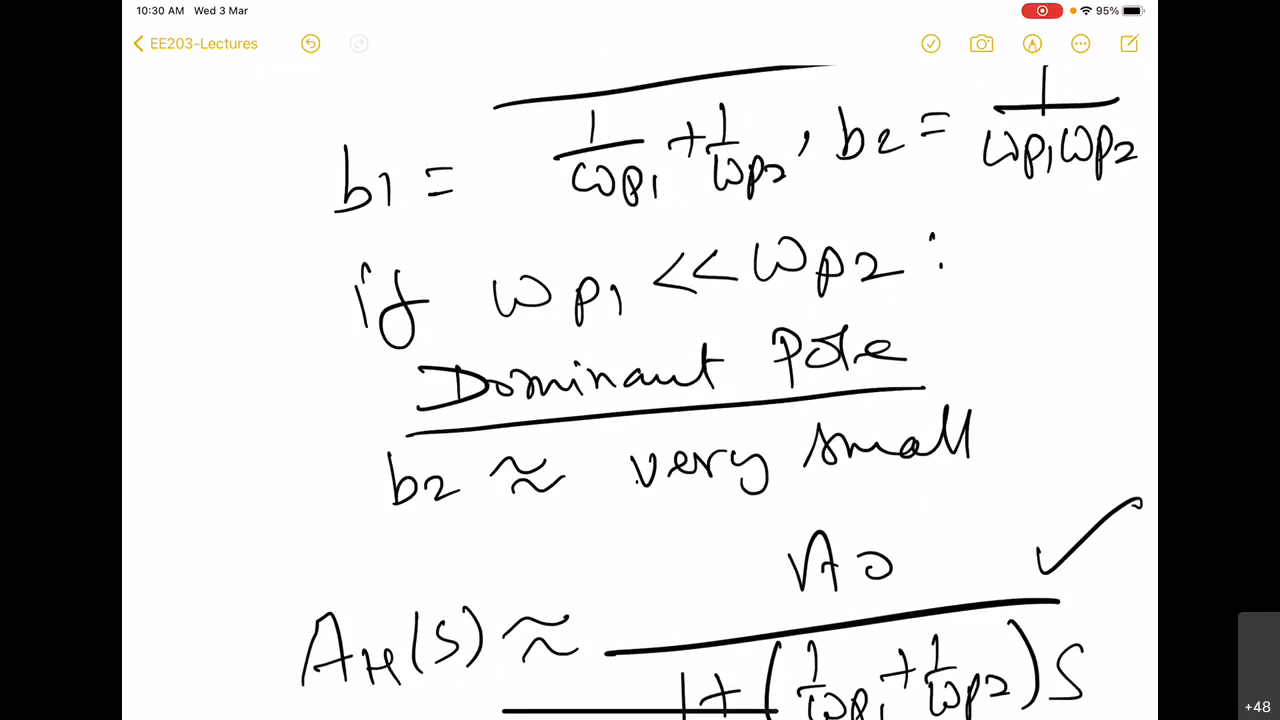 10:30 AM Wed 3 Mar
95%
EE203-Lectures
b1 = 1/ωp1 + 1/ωp2 , b2 = 1/ωp1ωp2
if ωp1 << ωp2 :
Dominant Pole
b2 ≈ very small
AH(s) ≈ A0 / 1 + (1/ωp1 + 1/ωp2) S
+48